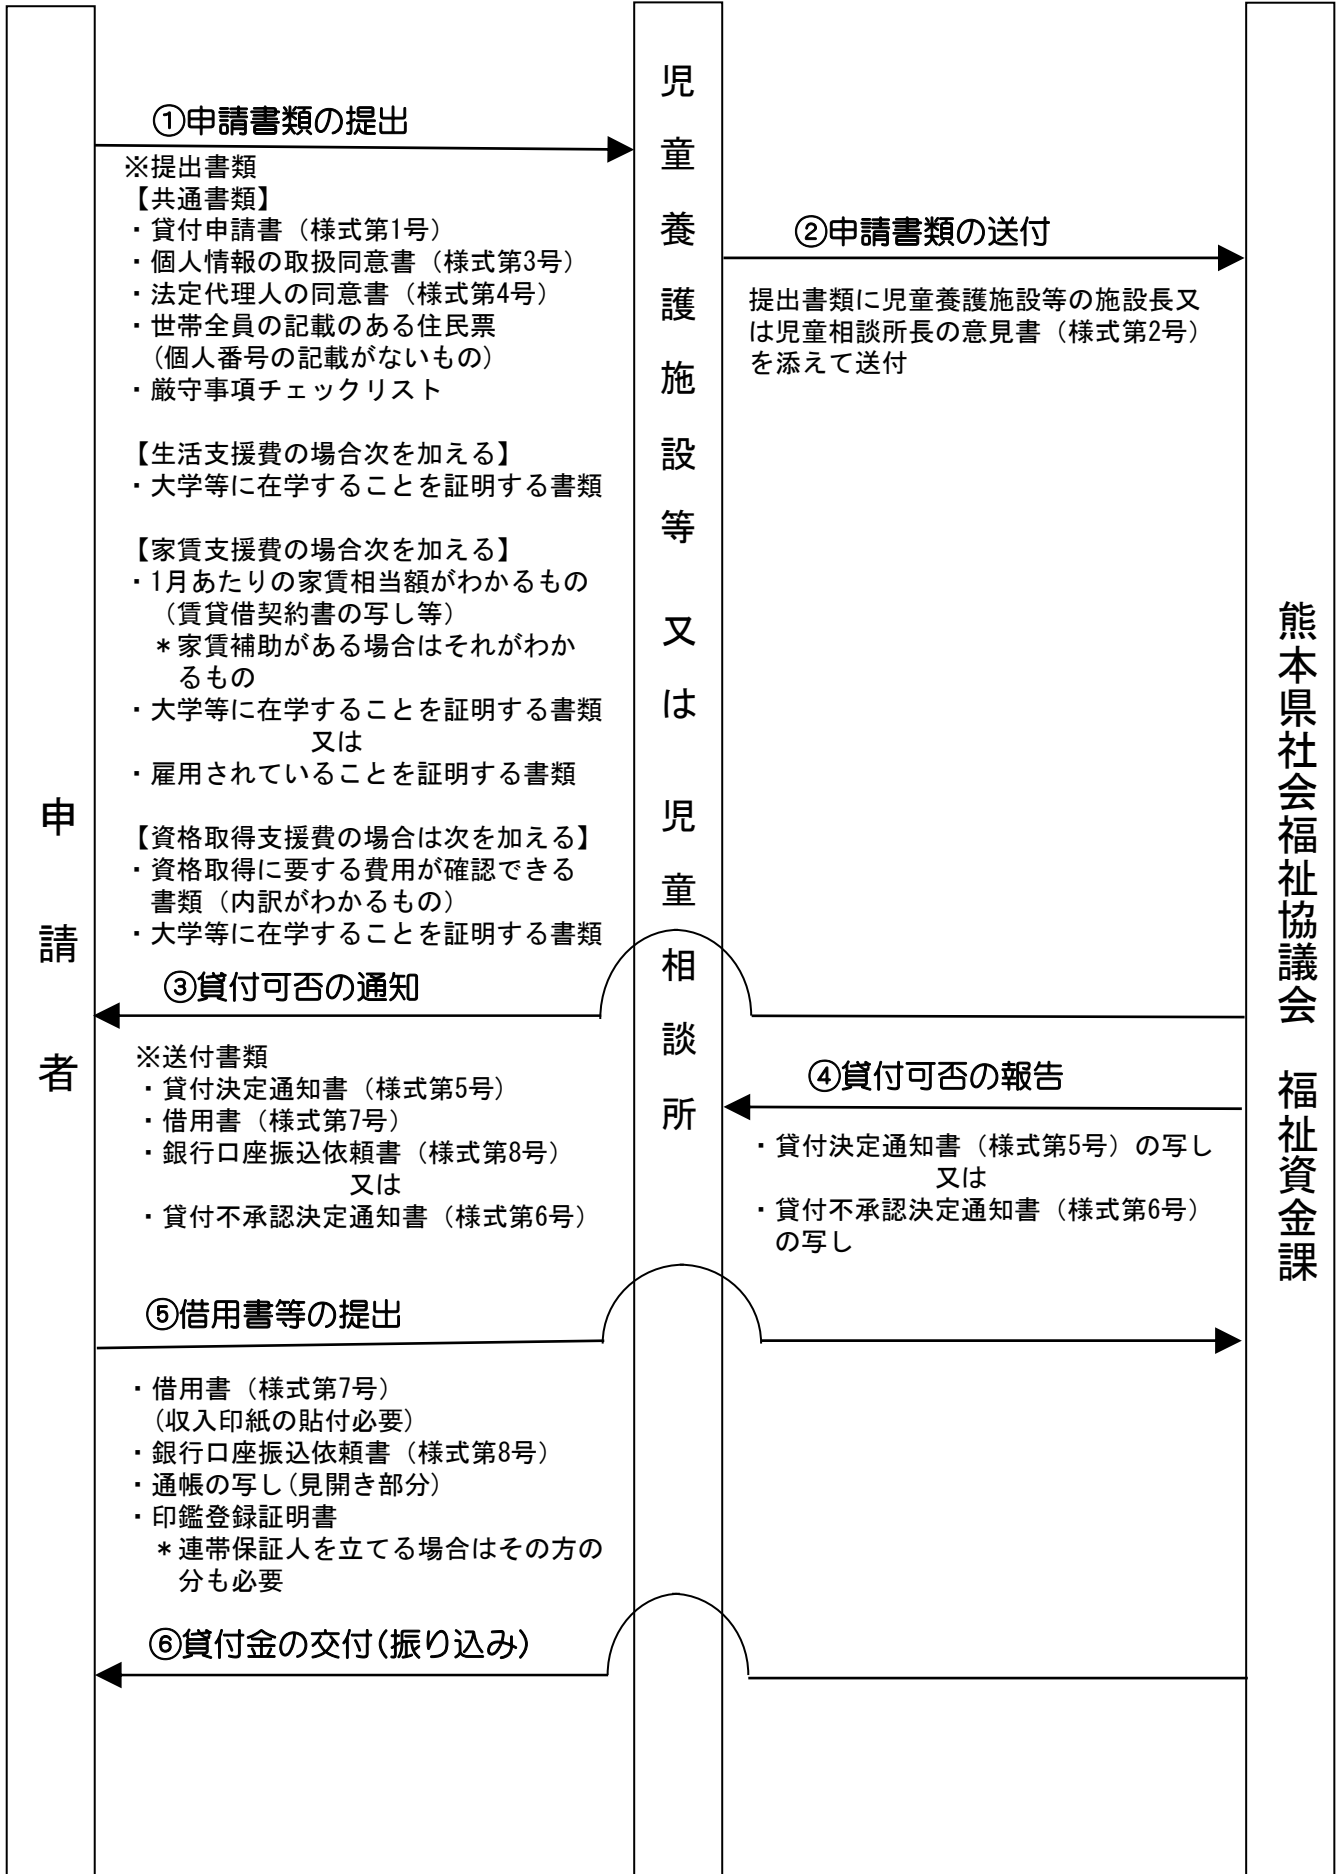 申請者
児童養護施設等 又は 児童相談所
熊本県社会福祉協議会 福祉資金課
①申請書類の提出
※提出書類
【共通書類】
・貸付申請書（様式第1号）
・個人情報の取扱同意書（様式第3号）
・法定代理人の同意書（様式第4号）
・世帯全員の記載のある住民票
（個人番号の記載がないもの）
・厳守事項チェックリスト
【生活支援費の場合次を加える】
・大学等に在学することを証明する書類
【家賃支援費の場合次を加える】
・1月あたりの家賃相当額がわかるもの
（賃貸借契約書の写し等）
＊家賃補助がある場合はそれがわか
るもの
・大学等に在学することを証明する書類
又は
・雇用されていることを証明する書類
【資格取得支援費の場合は次を加える】
・資格取得に要する費用が確認できる
書類（内訳がわかるもの）
・大学等に在学することを証明する書類
②申請書類の送付
提出書類に児童養護施設等の施設長又
は児童相談所長の意見書（様式第2号）
を添えて送付
③貸付可否の通知
※送付書類
・貸付決定通知書（様式第5号）
・借用書（様式第7号）
・銀行口座振込依頼書（様式第8号）
又は
・貸付不承認決定通知書（様式第6号）
④貸付可否の報告
・貸付決定通知書（様式第5号）の写し
又は
・貸付不承認決定通知書（様式第6号）
の写し
⑤借用書等の提出
・借用書（様式第7号）
（収入印紙の貼付必要）
・銀行口座振込依頼書（様式第8号）
・通帳の写し（見開き部分）
・印鑑登録証明書
＊連帯保証人を立てる場合はその方の
分も必要
⑥貸付金の交付（振り込み）